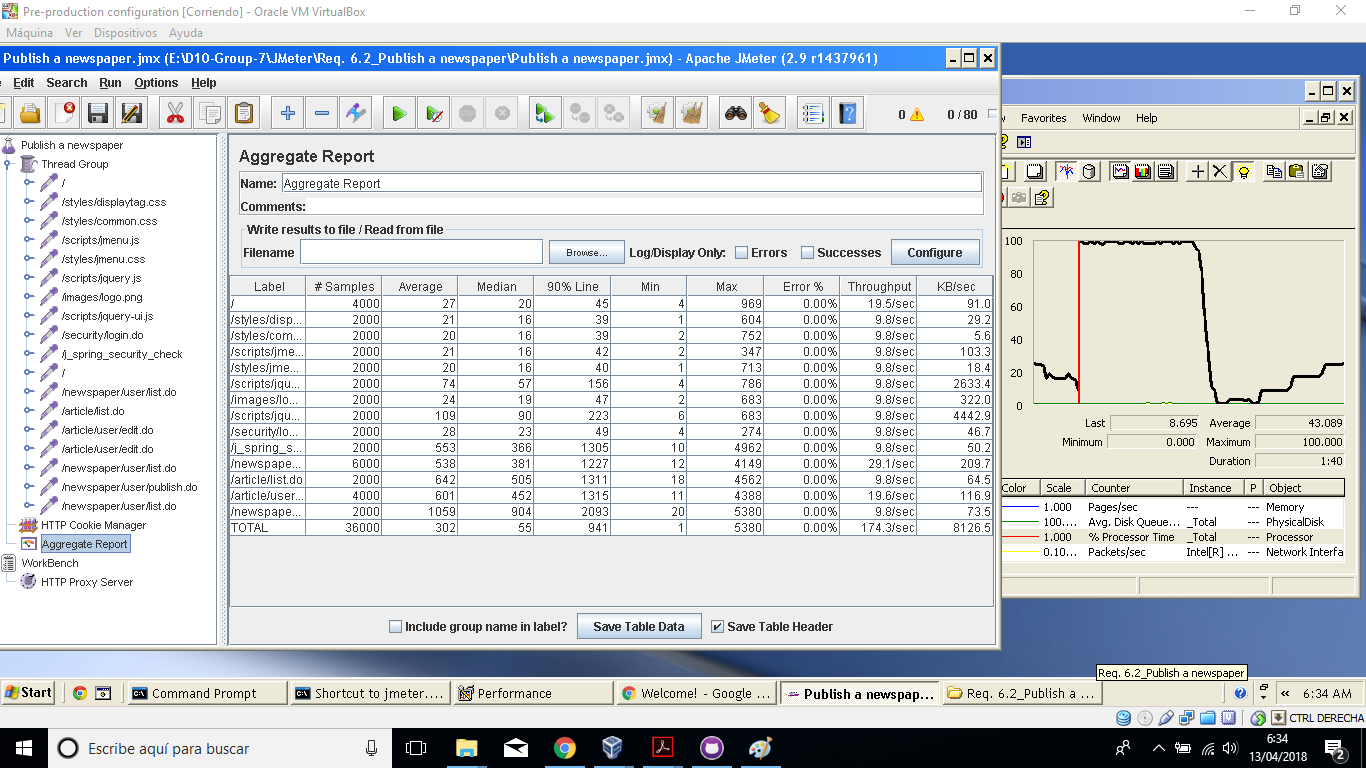 Pre-production configuration [Corriendo] - Oracle VM VirtualBox
Máquina Ver Dispositivos Ayuda
Publish a newspaper.jmx (E:\D10-Group-7\JMeter\Req. 6.2_Publish a newspaper\Publish a newspaper.jmx) - Apache JMeter (2.9 r1437961)
Edit Search Run Options Help
0 0 / 80
Publish a newspaper
Thread Group
/
/styles/displaytag.css
/styles/common.css
/scripts/jmenu.js
/styles/jmenu.css
/scripts/jquery.js
/images/logo.png
/scripts/jquery-ui.js
/security/login.do
/j_spring_security_check
/
/newspaper/user/list.do
/article/list.do
/article/user/edit.do
/article/user/edit.do
/newspaper/user/list.do
/newspaper/user/publish.do
/newspaper/user/list.do
HTTP Cookie Manager
Aggregate Report
WorkBench
HTTP Proxy Server
Aggregate Report
Name: Aggregate Report
Comments:
Write results to file / Read from file
Filename Browse... Log/Display Only: Errors Successes Configure
Label # Samples Average Median 90% Line Min Max Error % Throughput KB/sec
/ 4000 27 20 45 4 969 0.00% 19.5/sec 91.0
/styles/disp... 2000 21 16 39 1 604 0.00% 9.8/sec 29.2
/styles/com... 2000 20 16 39 2 752 0.00% 9.8/sec 5.6
/scripts/jme... 2000 21 16 42 2 347 0.00% 9.8/sec 103.3
/styles/jme... 2000 20 16 40 1 713 0.00% 9.8/sec 18.4
/scripts/jqu... 2000 74 57 156 4 786 0.00% 9.8/sec 2633.4
/images/lo... 2000 24 19 47 2 683 0.00% 9.8/sec 322.0
/scripts/jqu... 2000 109 90 223 6 683 0.00% 9.8/sec 4442.9
/security/lo... 2000 28 23 49 4 274 0.00% 9.8/sec 46.7
/j_spring_s... 2000 553 366 1305 10 4962 0.00% 9.8/sec 50.2
/newspape... 6000 538 381 1227 12 4149 0.00% 29.1/sec 209.7
/article/list.do 2000 642 505 1311 18 4562 0.00% 9.8/sec 64.5
/article/user... 4000 601 452 1315 11 4388 0.00% 19.6/sec 116.9
/newspape... 2000 1059 904 2093 20 5380 0.00% 9.8/sec 73.5
TOTAL 36000 302 55 941 1 5380 0.00% 174.3/sec 8126.5
Include group name in label? Save Table Data Save Table Header
Favorites Window Help
100
80
60
40
20
0
Last 8.695 Average 43.089
Minimum 0.000 Maximum 100.000
Duration 1:40
Color Scale Counter Instance P Object
1.000 Pages/sec --- --- Memory
100.... Avg. Disk Queue... _Total --- PhysicalDisk
1.000 % Processor Time _Total --- Processor
0.10... Packets/sec Intel[R] ... --- Network Interfa
Req. 6.2_Publish a newspaper
Start Command Prompt Shortcut to jmeter.... Performance Welcome! - Google ... Publish a newspap... Req. 6.2_Publish a ... « 6:34 AM
CTRL DERECHA
Escribe aquí para buscar
6:34
13/04/2018
2